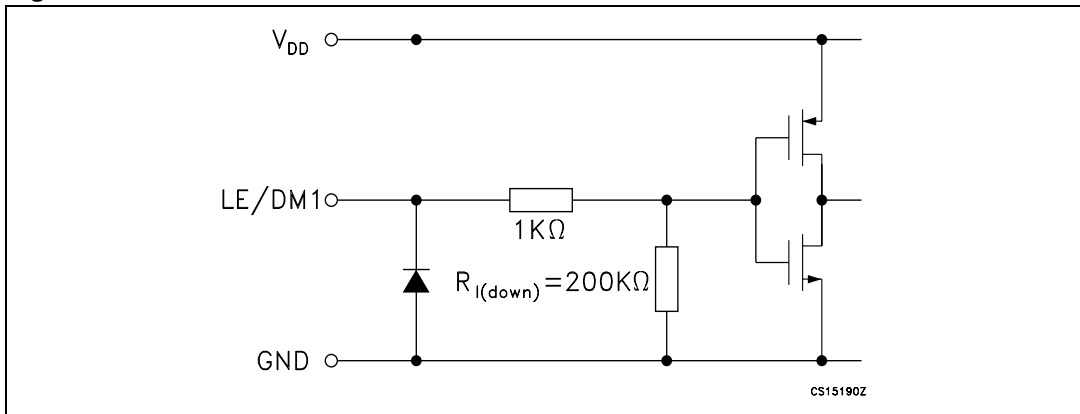 V_DD
LE/DM1
1KΩ
R_I(down)=200KΩ
GND
CS15190Z